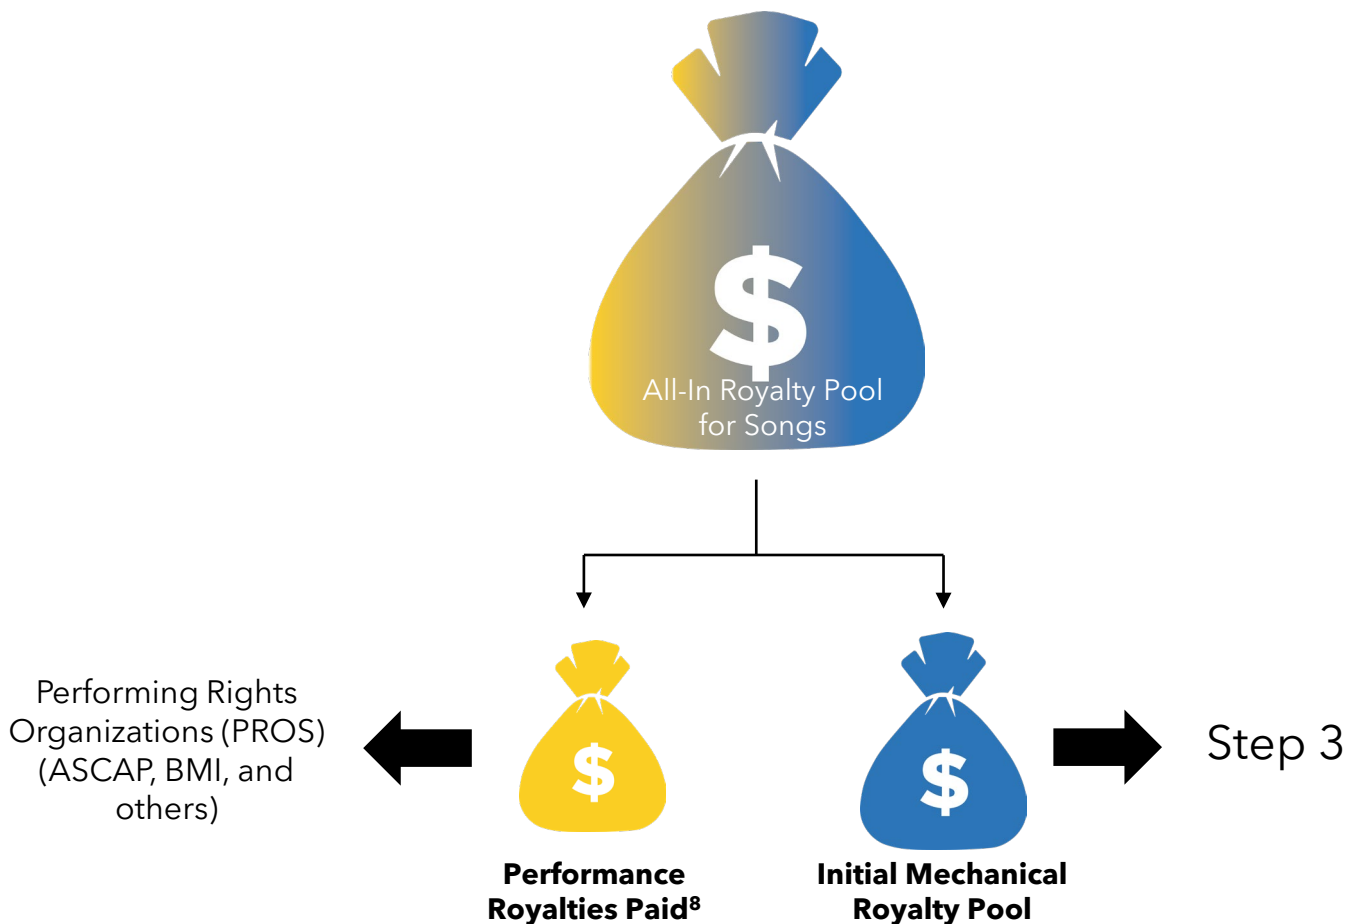 $
All-In Royalty Pool
for Songs
Performing Rights
Organizations (PROS)
(ASCAP, BMI, and
others)
$
$
Step 3
Performance
Royalties Paid⁸
Initial Mechanical
Royalty Pool